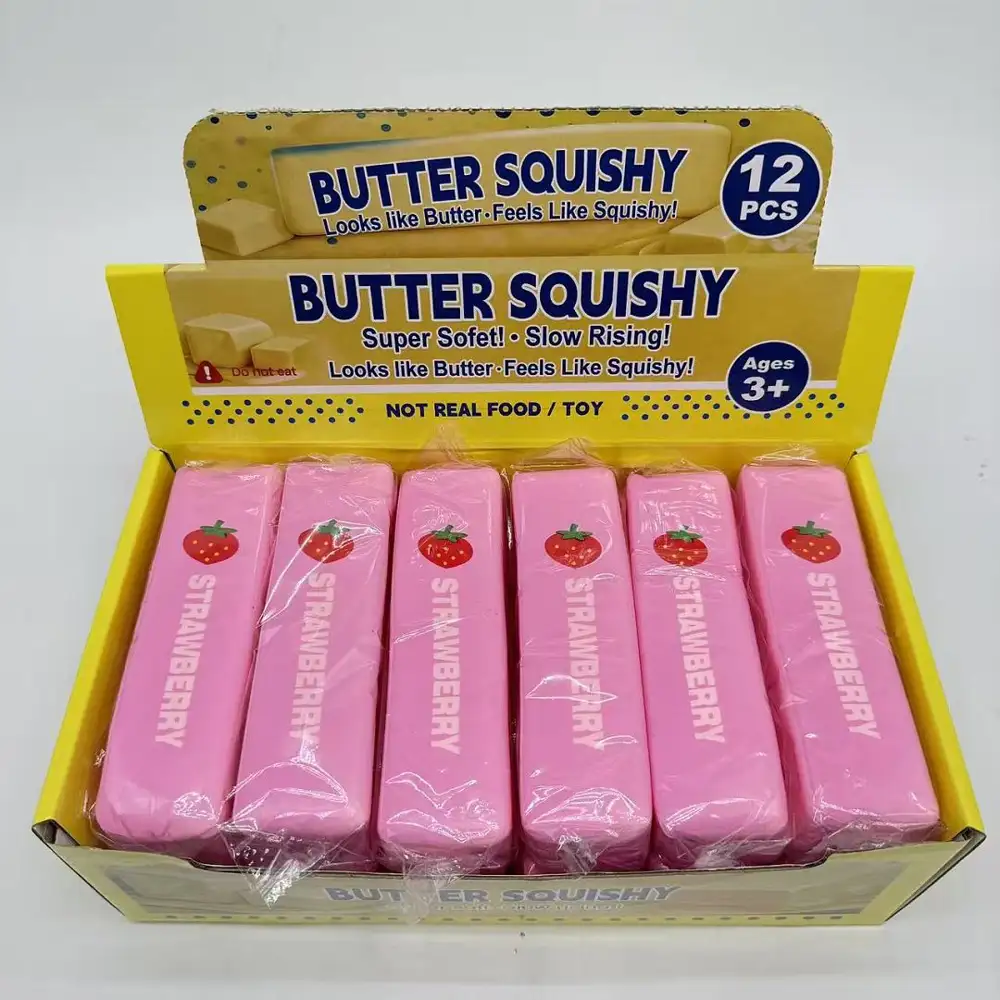 BUTTER SQUISHY
Looks like Butter·Feels Like Squishy!
12
PCS
BUTTER SQUISHY
Super Sofet! • Slow Rising!
Looks like Butter·Feels Like Squishy!
Do not eat
Ages
3+
NOT REAL FOOD / TOY
STRAWBERRY
STRAWBERRY
STRAWBERRY
STRAWBERRY
STRAWBERRY
STRAWBERRY
BUTTER SQUISHY